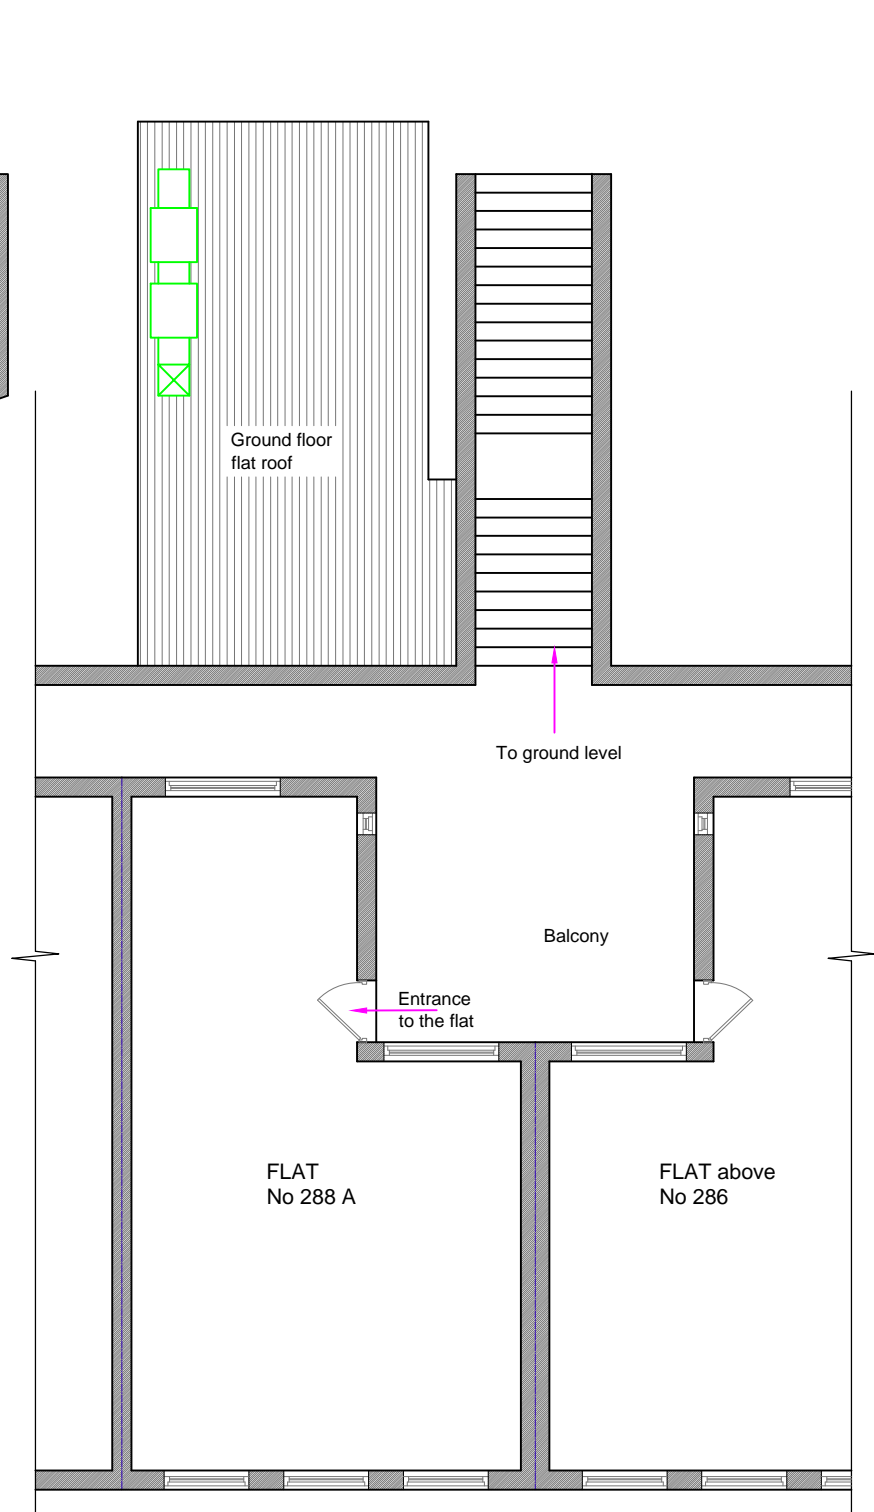 Ground floor
flat roof
To ground level
Balcony
Entrance
to the flat
FLAT
No 288 A
FLAT above
No 286